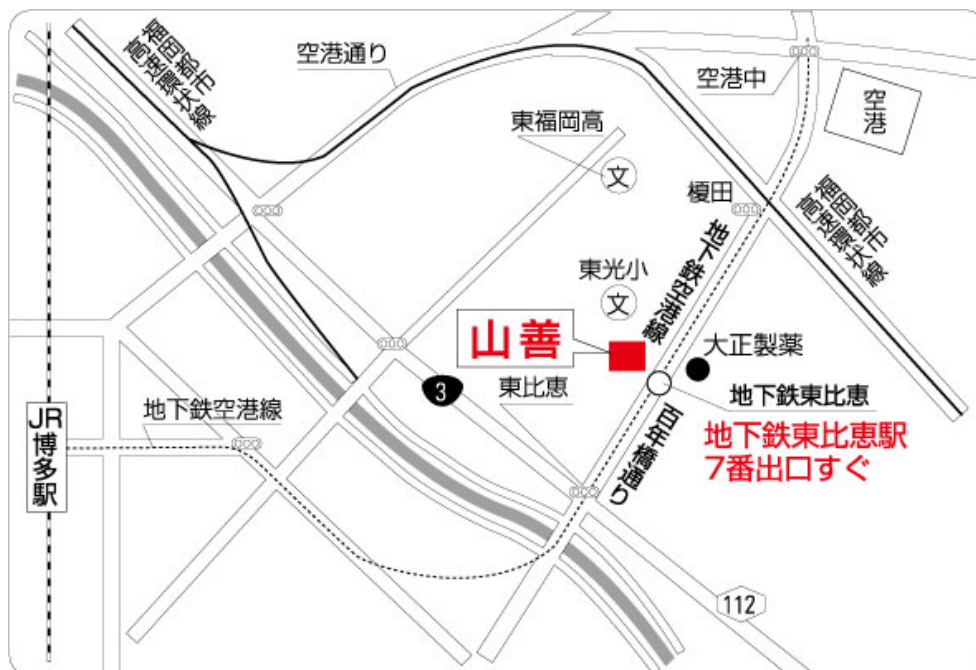 福岡都市
高速環状線
空港通り
空港中
空港
東福岡高
文
榎田
福岡都市
高速環状線
地下鉄空港線
東光小
文
山善
大正製薬
3
東比恵
地下鉄東比恵
JR博多駅
地下鉄空港線
百年橋通り
地下鉄東比恵駅
7番出口すぐ
112